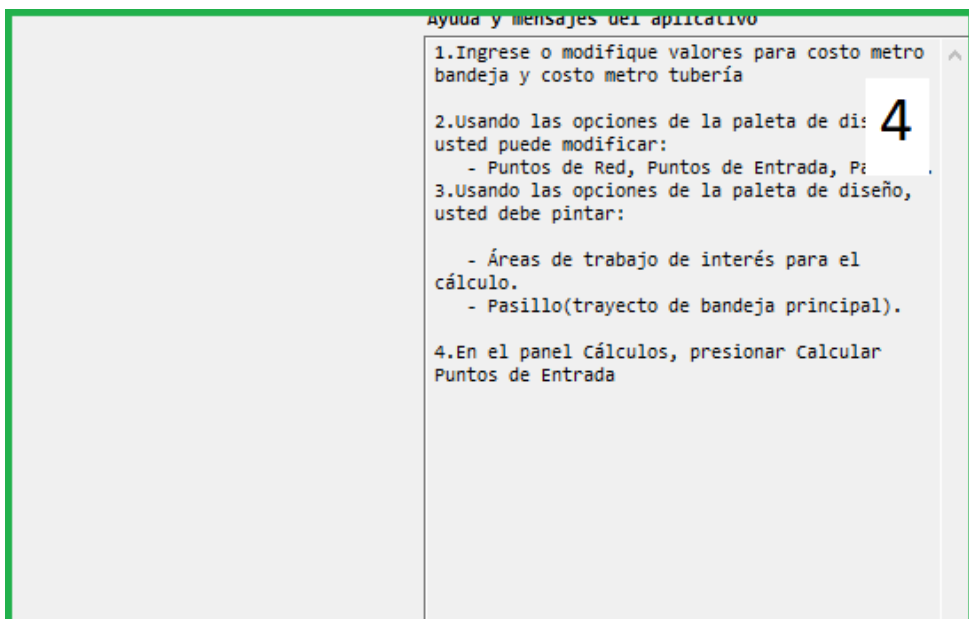 Ayuda y mensajes del aplicativo
1.Ingrese o modifique valores para costo metro
bandeja y costo metro tubería
2.Usando las opciones de la paleta de
4
usted puede modificar:
- Puntos de Red, Puntos de Entrada,
3.Usando las opciones de la paleta de diseño,
usted debe pintar:
- Áreas de trabajo de interés para el
cálculo.
- Pasillo(trayecto de bandeja principal).
4.En el panel Cálculos, presionar Calcular
Puntos de Entrada